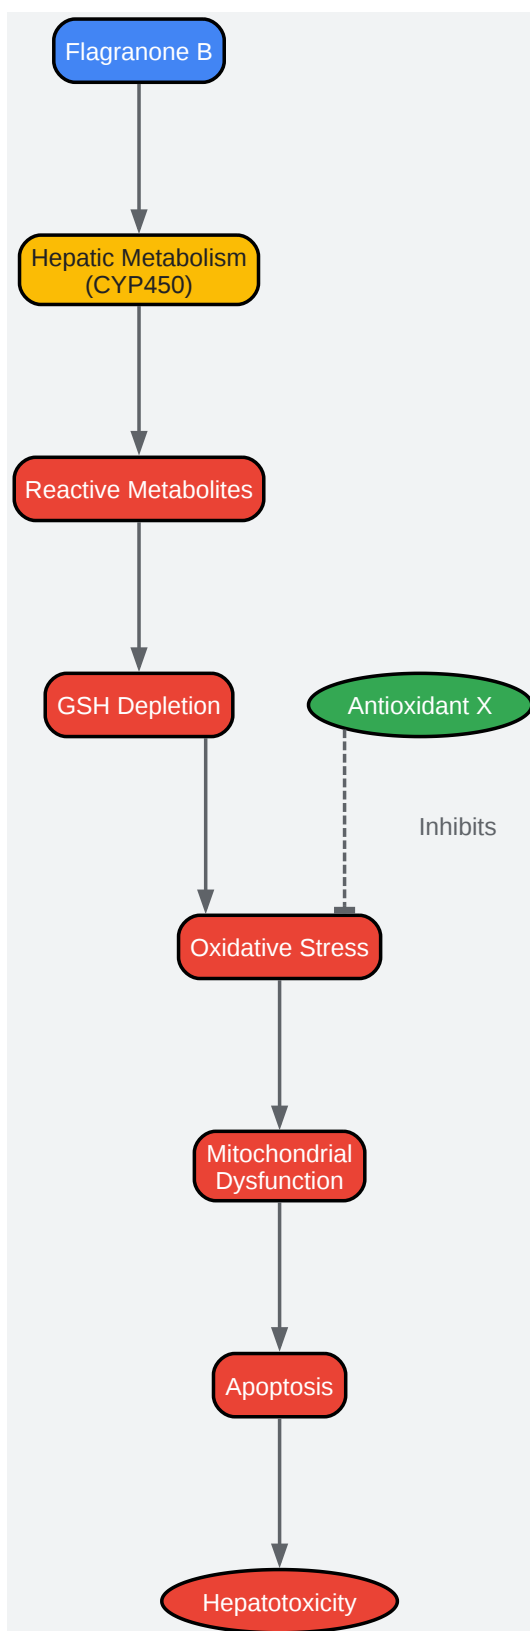 Flagranone B
Hepatic Metabolism
(CYP450)
Reactive Metabolites
GSH Depletion
Antioxidant X
Inhibits
Oxidative Stress
Mitochondrial
Dysfunction
Apoptosis
Hepatotoxicity